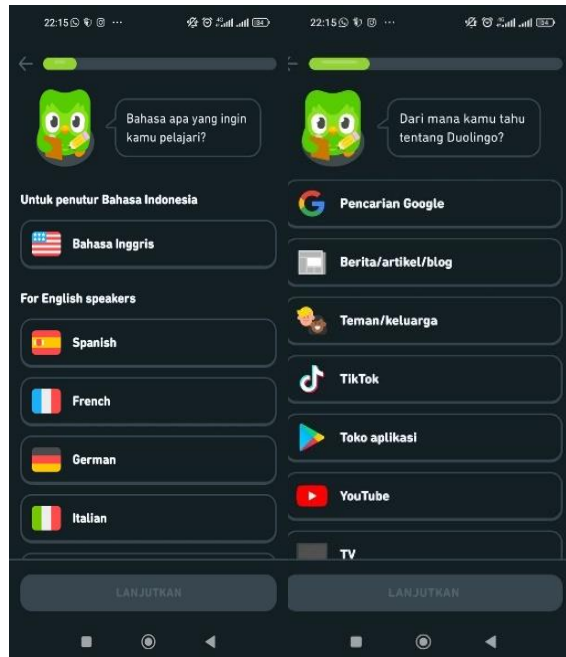 22:15
84
Bahasa apa yang ingin
kamu pelajari?
Untuk penutur Bahasa Indonesia
Bahasa Inggris
For English speakers
Spanish
French
German
Italian
LANJUTKAN
22:15
84
Dari mana kamu tahu
tentang Duolingo?
Pencarian Google
Berita/artikel/blog
Teman/keluarga
TikTok
Toko aplikasi
YouTube
TV
LANJUTKAN